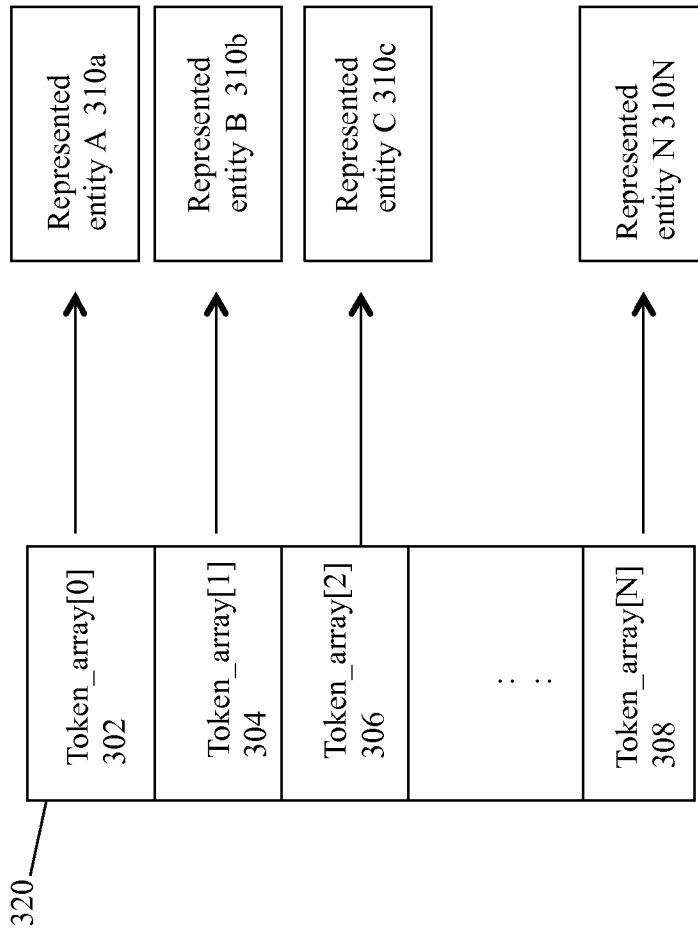 320
Token_array[0]
302
Token_array[1]
304
Token_array[2]
306
: :
Token_array[N]
308
Represented
entity A 310a
Represented
entity B 310b
Represented
entity C 310c
Represented
entity N 310N